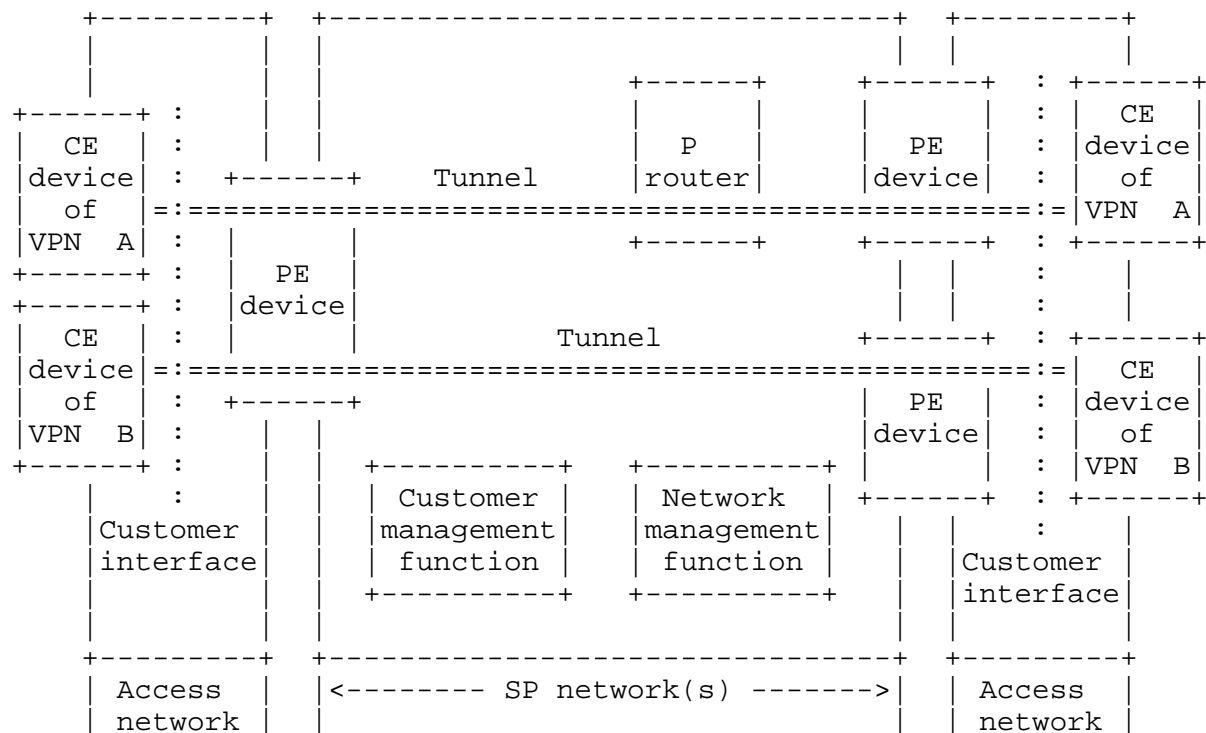 CE
device
of
VPN A
CE
device
of
VPN B
PE
device
Tunnel
P
router
PE
device
CE
device
of
VPN A
Tunnel
PE
device
CE
device
of
VPN B
Customer
interface
Customer
management
function
Network
management
function
Customer
interface
Access
network
<-------- SP network(s) ------->
Access
network